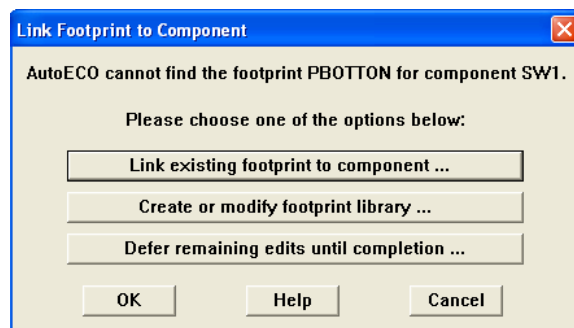 Link Footprint to Component
AutoECO cannot find the footprint PBOTTON for component SW1.
Please choose one of the options below:
Link existing footprint to component ...
Create or modify footprint library ...
Defer remaining edits until completion ...
OK Help Cancel